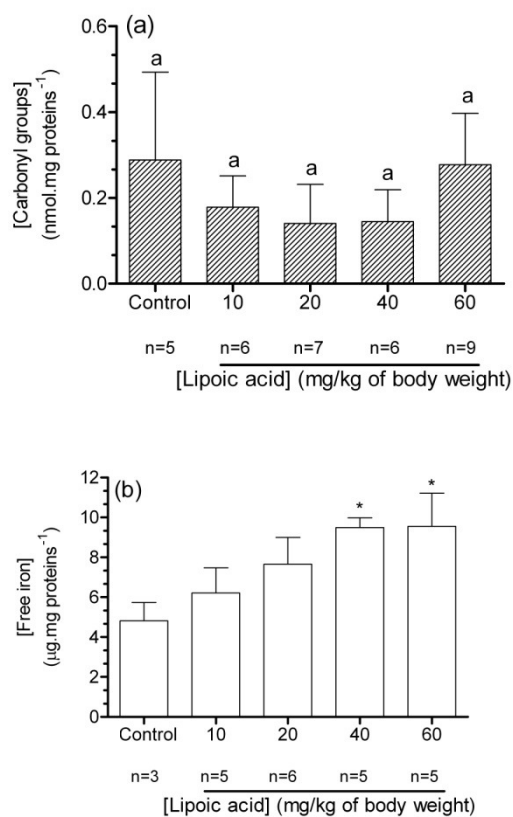 (a)
[Carbonyl groups]
(nmol.mg proteins⁻¹)
0.6
0.4
0.2
0.0
a a a a a
Control 10 20 40 60
n=5 n=6 n=7 n=6 n=9
[Lipoic acid] (mg/kg of body weight)
(b)
[Free iron]
(µg.mg proteins⁻¹)
12
10
8
6
4
2
0
* *
Control 10 20 40 60
n=3 n=5 n=6 n=5 n=5
[Lipoic acid] (mg/kg of body weight)